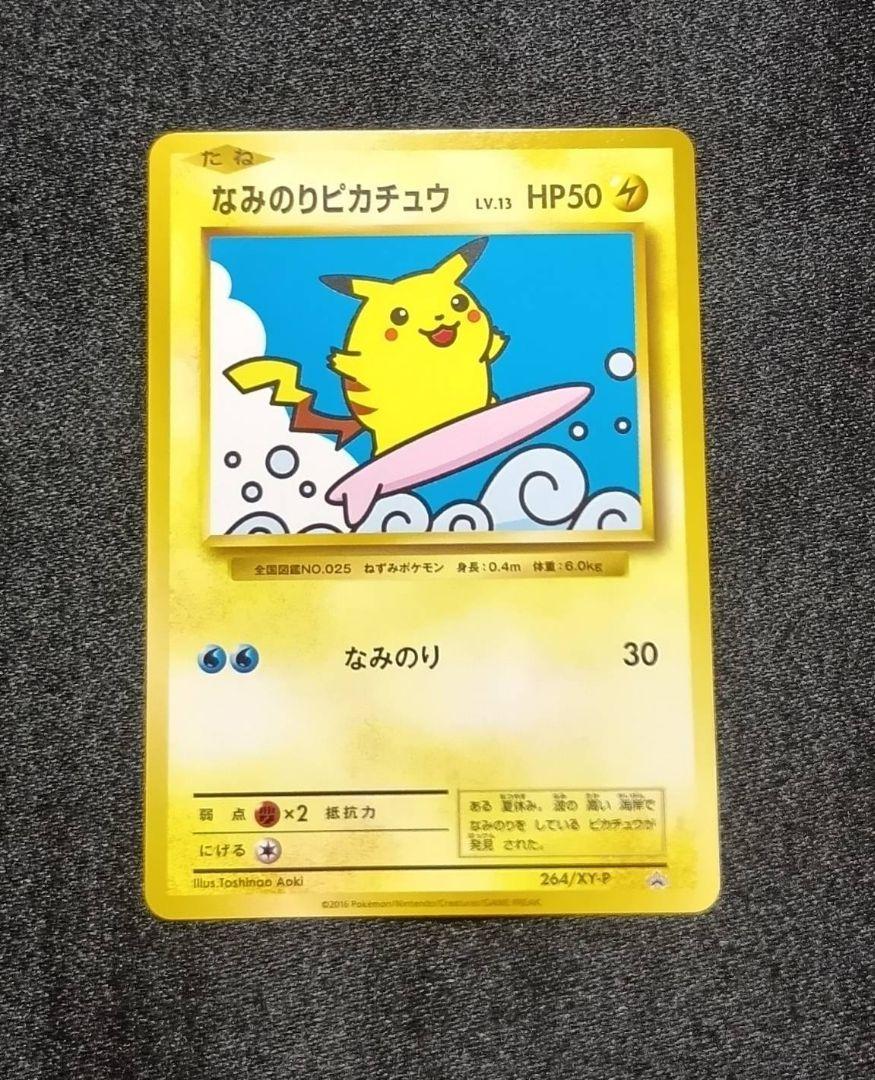 たね
なみのりピカチュウ LV.13 HP50
全国図鑑NO.025 ねずみポケモン 身長:0.4m 体重:6.0kg
なみのり 30
弱点 ×2 抵抗力
にげる
ある 夏休み。 波の 高い 海岸で
なみのりを している ピカチュウが
発見 された。
Illus.Toshinao Aoki
264/XY-P
©2016 Pokémon/Nintendo/Creatures/GAME FREAK